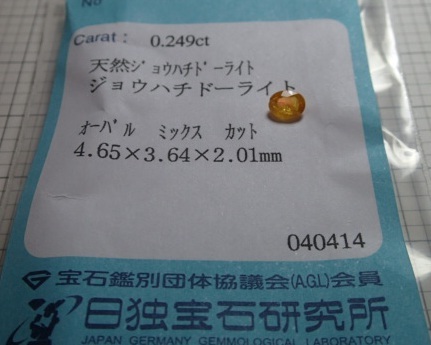 No
Carat: 0.249ct
天然ｼﾞｮｳﾊﾁﾄﾞｰﾗｲﾄ
ジョウハチドーライト
ｵｰﾊﾞﾙ ﾐｯｸｽ ｶｯﾄ
4.65×3.64×2.01mm
040414
宝石鑑別団体協議会(AGL)会員
日独宝石研究所
JAPAN GERMANY GEMMOLOGICAL LABORATORY